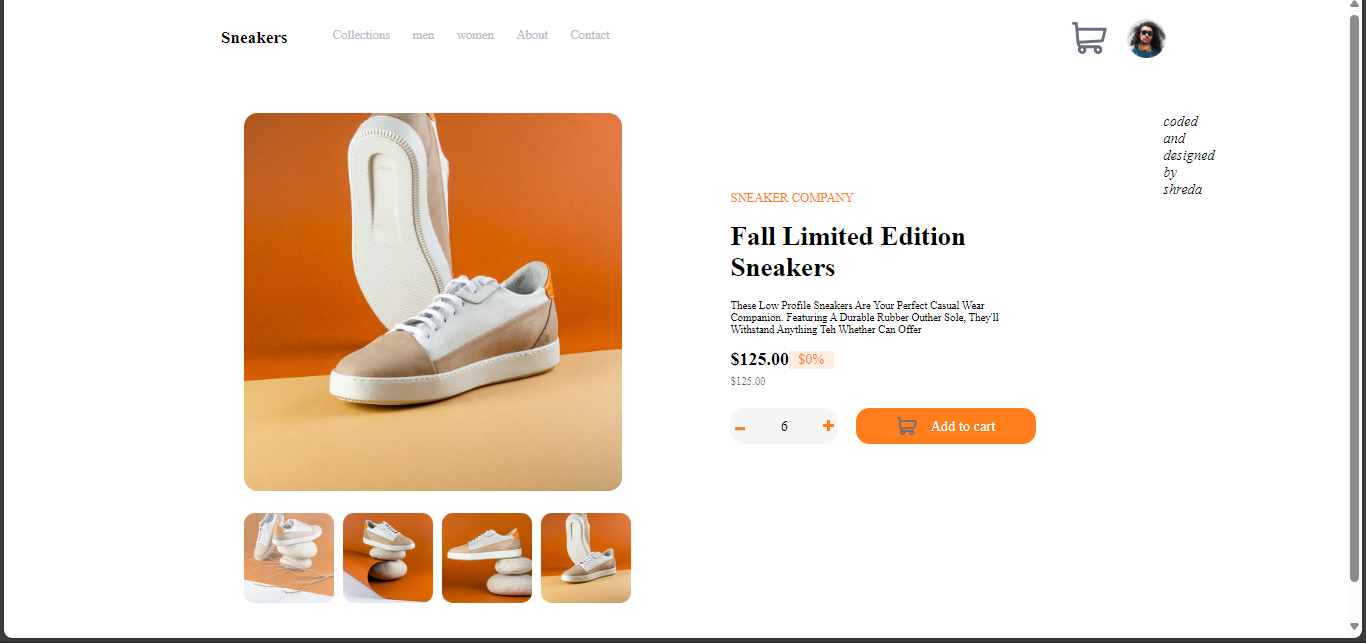 Sneakers
Collections men women About Contact
coded
and
designed
by
shreda
SNEAKER COMPANY
Fall Limited Edition
Sneakers
These Low Profile Sneakers Are Your Perfect Casual Wear
Companion. Featuring A Durable Rubber Outher Sole, They'll
Withstand Anything Teh Whether Can Offer
$125.00 $0%
$125.00
6
Add to cart